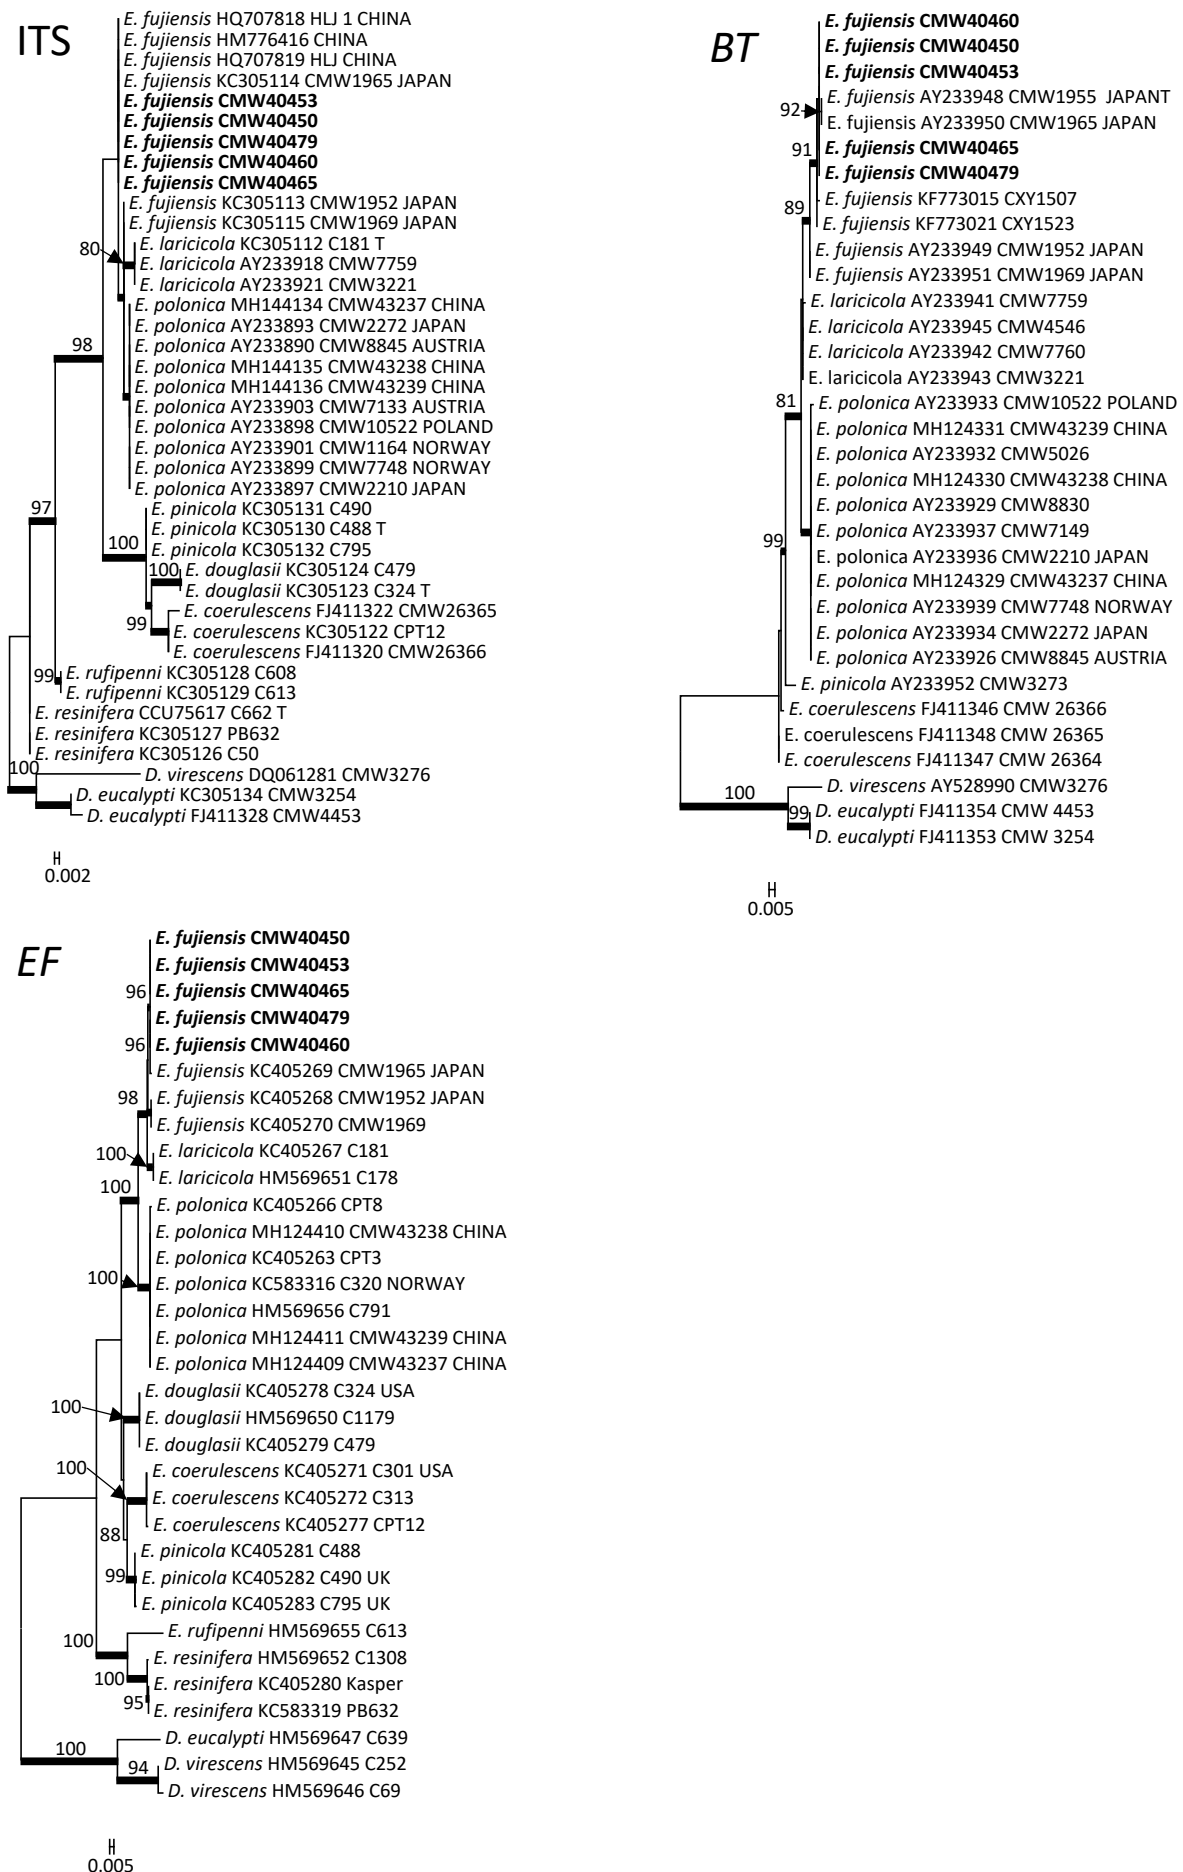 ITS
E. fujiensis HQ707818 HLJ 1 CHINA
E. fujiensis HM776416 CHINA
E. fujiensis HQ707819 HLJ CHINA
E. fujiensis KC305114 CMW1965 JAPAN
E. fujiensis CMW40453
E. fujiensis CMW40450
E. fujiensis CMW40479
E. fujiensis CMW40460
E. fujiensis CMW40465
E. fujiensis KC305113 CMW1952 JAPAN
E. fujiensis KC305115 CMW1969 JAPAN
E. laricicola KC305112 C181 T
80
E. laricicola AY233918 CMW7759
E. laricicola AY233921 CMW3221
E. polonica MH144134 CMW43237 CHINA
E. polonica AY233893 CMW2272 JAPAN
98
E. polonica AY233890 CMW8845 AUSTRIA
E. polonica MH144135 CMW43238 CHINA
E. polonica MH144136 CMW43239 CHINA
E. polonica AY233903 CMW7133 AUSTRIA
E. polonica AY233898 CMW10522 POLAND
E. polonica AY233901 CMW1164 NORWAY
E. polonica AY233899 CMW7748 NORWAY
E. polonica AY233897 CMW2210 JAPAN
97
E. pinicola KC305131 C490
E. pinicola KC305130 C488 T
100
E. pinicola KC305132 C795
100
E. douglasii KC305124 C479
E. douglasii KC305123 C324 T
E. coerulescens FJ411322 CMW26365
99
E. coerulescens KC305122 CPT12
E. coerulescens FJ411320 CMW26366
99
E. rufipenni KC305128 C608
E. rufipenni KC305129 C613
E. resinifera CCU75617 C662 T
E. resinifera KC305127 PB632
E. resinifera KC305126 C50
100
D. virescens DQ061281 CMW3276
D. eucalypti KC305134 CMW3254
D. eucalypti FJ411328 CMW4453
0.002
BT
E. fujiensis CMW40460
E. fujiensis CMW40450
E. fujiensis CMW40453
E. fujiensis AY233948 CMW1955 JAPANT
92
E. fujiensis AY233950 CMW1965 JAPAN
91
E. fujiensis CMW40465
E. fujiensis CMW40479
E. fujiensis KF773015 CXY1507
89
E. fujiensis KF773021 CXY1523
E. fujiensis AY233949 CMW1952 JAPAN
E. fujiensis AY233951 CMW1969 JAPAN
E. laricicola AY233941 CMW7759
E. laricicola AY233945 CMW4546
E. laricicola AY233942 CMW7760
E. laricicola AY233943 CMW3221
81
E. polonica AY233933 CMW10522 POLAND
E. polonica MH124331 CMW43239 CHINA
E. polonica AY233932 CMW5026
E. polonica MH124330 CMW43238 CHINA
E. polonica AY233929 CMW8830
E. polonica AY233937 CMW7149
99
E. polonica AY233936 CMW2210 JAPAN
E. polonica MH124329 CMW43237 CHINA
E. polonica AY233939 CMW7748 NORWAY
E. polonica AY233934 CMW2272 JAPAN
E. polonica AY233926 CMW8845 AUSTRIA
E. pinicola AY233952 CMW3273
E. coerulescens FJ411346 CMW 26366
E. coerulescens FJ411348 CMW 26365
E. coerulescens FJ411347 CMW 26364
D. virescens AY528990 CMW3276
100
99
D. eucalypti FJ411354 CMW 4453
D. eucalypti FJ411353 CMW 3254
0.005
EF
E. fujiensis CMW40450
E. fujiensis CMW40453
96
E. fujiensis CMW40465
E. fujiensis CMW40479
96
E. fujiensis CMW40460
E. fujiensis KC405269 CMW1965 JAPAN
98
E. fujiensis KC405268 CMW1952 JAPAN
E. fujiensis KC405270 CMW1969
100
E. laricicola KC405267 C181
E. laricicola HM569651 C178
100
E. polonica KC405266 CPT8
E. polonica MH124410 CMW43238 CHINA
E. polonica KC405263 CPT3
100
E. polonica KC583316 C320 NORWAY
E. polonica HM569656 C791
E. polonica MH124411 CMW43239 CHINA
E. polonica MH124409 CMW43237 CHINA
E. douglasii KC405278 C324 USA
100
E. douglasii HM569650 C1179
E. douglasii KC405279 C479
100
E. coerulescens KC405271 C301 USA
E. coerulescens KC405272 C313
E. coerulescens KC405277 CPT12
88
E. pinicola KC405281 C488
99
E. pinicola KC405282 C490 UK
E. pinicola KC405283 C795 UK
E. rufipenni HM569655 C613
100
E. resinifera HM569652 C1308
100
E. resinifera KC405280 Kasper
95
E. resinifera KC583319 PB632
D. eucalypti HM569647 C639
100
94
D. virescens HM569645 C252
D. virescens HM569646 C69
0.005